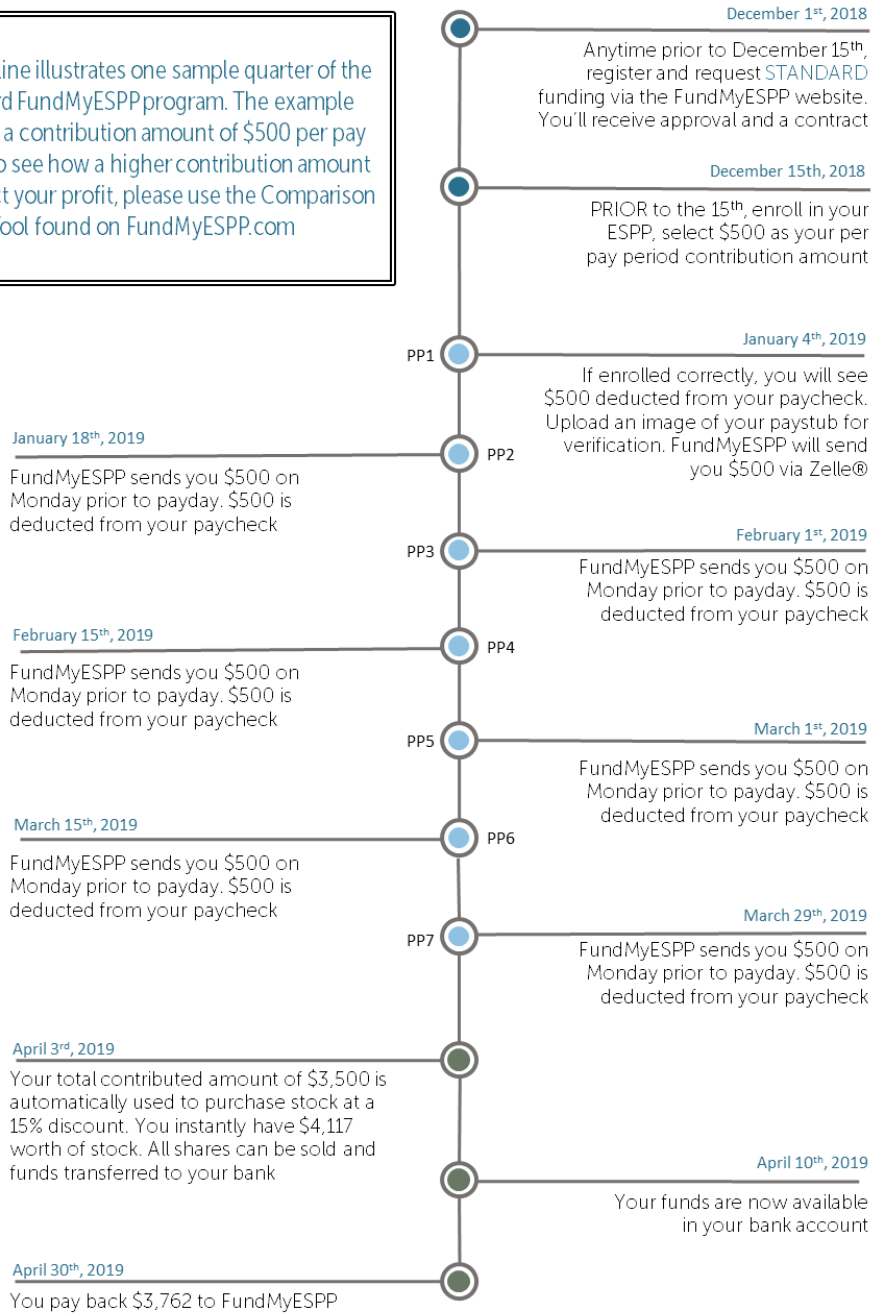 ine illustrates one sample quarter of the
rd FundMyESPP program. The example
a contribution amount of $500 per pay
o see how a higher contribution amount
ct your profit, please use the Comparison
ool found on FundMyESPP.com
December 1st, 2018
Anytime prior to December 15th,
register and request STANDARD
funding via the FundMyESPP website.
You'll receive approval and a contract
December 15th, 2018
PRIOR to the 15th, enroll in your
ESPP, select $500 as your per
pay period contribution amount
PP1
January 4th, 2019
If enrolled correctly, you will see
$500 deducted from your paycheck.
Upload an image of your paystub for
verification. FundMyESPP will send
you $500 via Zelle®
January 18th, 2019
PP2
FundMyESPP sends you $500 on
Monday prior to payday. $500 is
deducted from your paycheck
PP3
February 1st, 2019
FundMyESPP sends you $500 on
Monday prior to payday. $500 is
deducted from your paycheck
February 15th, 2019
PP4
FundMyESPP sends you $500 on
Monday prior to payday. $500 is
deducted from your paycheck
PP5
March 1st, 2019
FundMyESPP sends you $500 on
Monday prior to payday. $500 is
deducted from your paycheck
March 15th, 2019
PP6
FundMyESPP sends you $500 on
Monday prior to payday. $500 is
deducted from your paycheck
PP7
March 29th, 2019
FundMyESPP sends you $500 on
Monday prior to payday. $500 is
deducted from your paycheck
April 3rd, 2019
Your total contributed amount of $3,500 is
automatically used to purchase stock at a
15% discount. You instantly have $4,117
worth of stock. All shares can be sold and
funds transferred to your bank
April 10th, 2019
Your funds are now available
in your bank account
April 30th, 2019
You pay back $3,762 to FundMyESPP